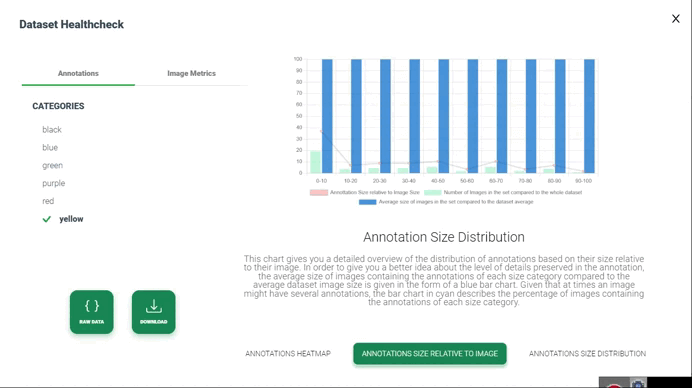 Dataset Healthcheck
X
Annotations
Image Metrics
CATEGORIES
black
blue
green
purple
red
yellow
{ }
RAW DATA
DOWNLOAD
100
90
80
70
60
50
40
30
20
10
0
0-10 10-20 20-30 30-40 40-50 50-60 60-70 70-80 80-90 90-100
Annotation Size relative to Image Size
Number of Images in the set compared to the whole dataset
Average size of images in the set compared to the dataset average
Annotation Size Distribution
This chart gives you a detailed overview of the distribution of annotations based on their size relative
to their image. In order to give you a better idea about the level of details preserved in the annotation,
the average size of images containing the annotations of each size category compared to the
average dataset image size is given in the form of a blue bar chart. Given that at times an image
might have several annotations, the bar chart in cyan describes the percentage of images containing
the annotations of each size category.
ANNOTATIONS HEATMAP
ANNOTATIONS SIZE RELATIVE TO IMAGE
ANNOTATIONS SIZE DISTRIBUTION